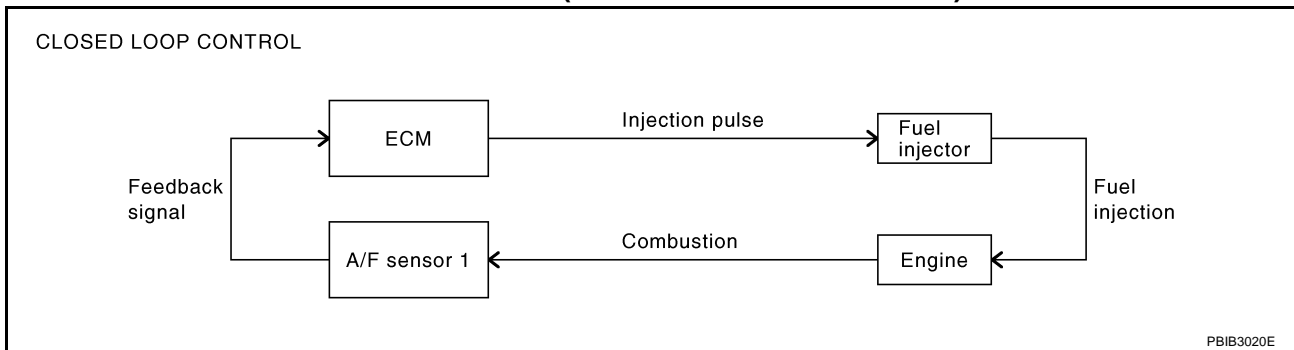 CLOSED LOOP CONTROL
ECM
Injection pulse
Fuel
injector
Feedback
signal
Fuel
injection
A/F sensor 1
Combustion
Engine
PBIB3020E